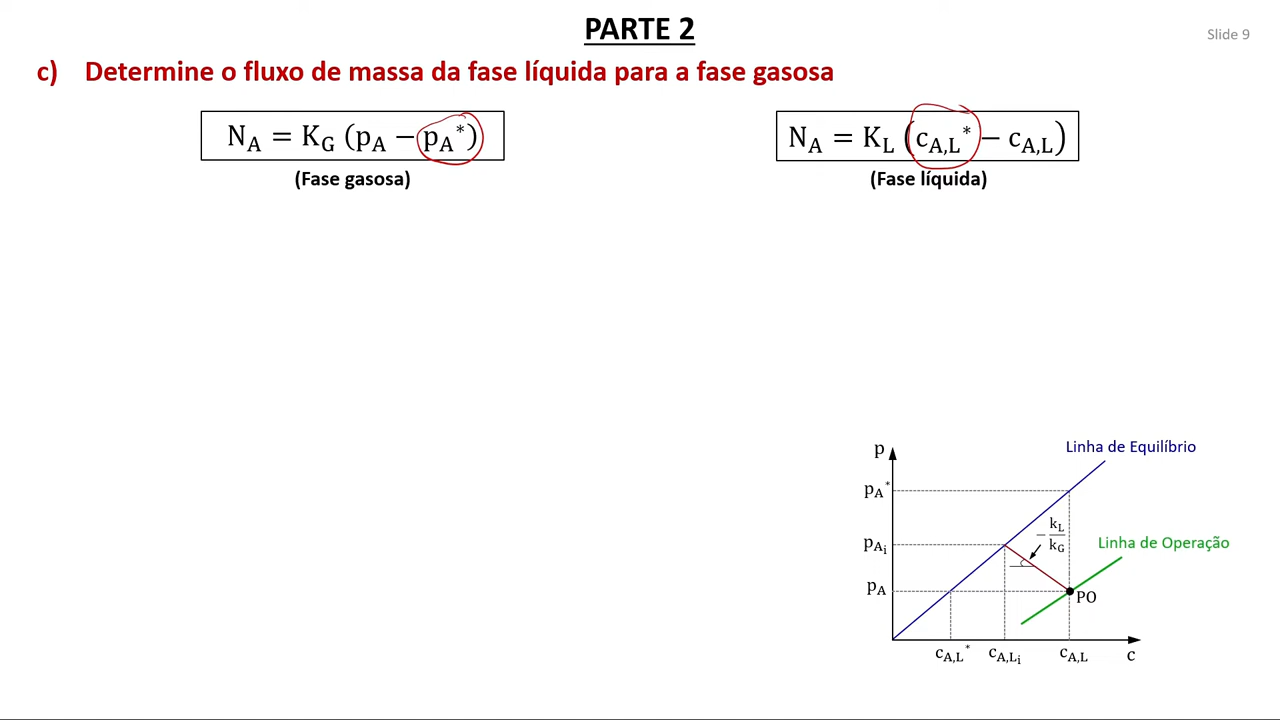 PARTE 2
Slide 9
c) Determine o fluxo de massa da fase líquida para a fase gasosa
N_A = K_G (p_A − p_A*)
(Fase gasosa)
N_A = K_L (c_A,L* − c_A,L)
(Fase líquida)
p
Linha de Equilíbrio
p_A*
− k_L/k_G
Linha de Operação
p_Ai
p_A
PO
c_A,L*
c_A,Li
c_A,L
c